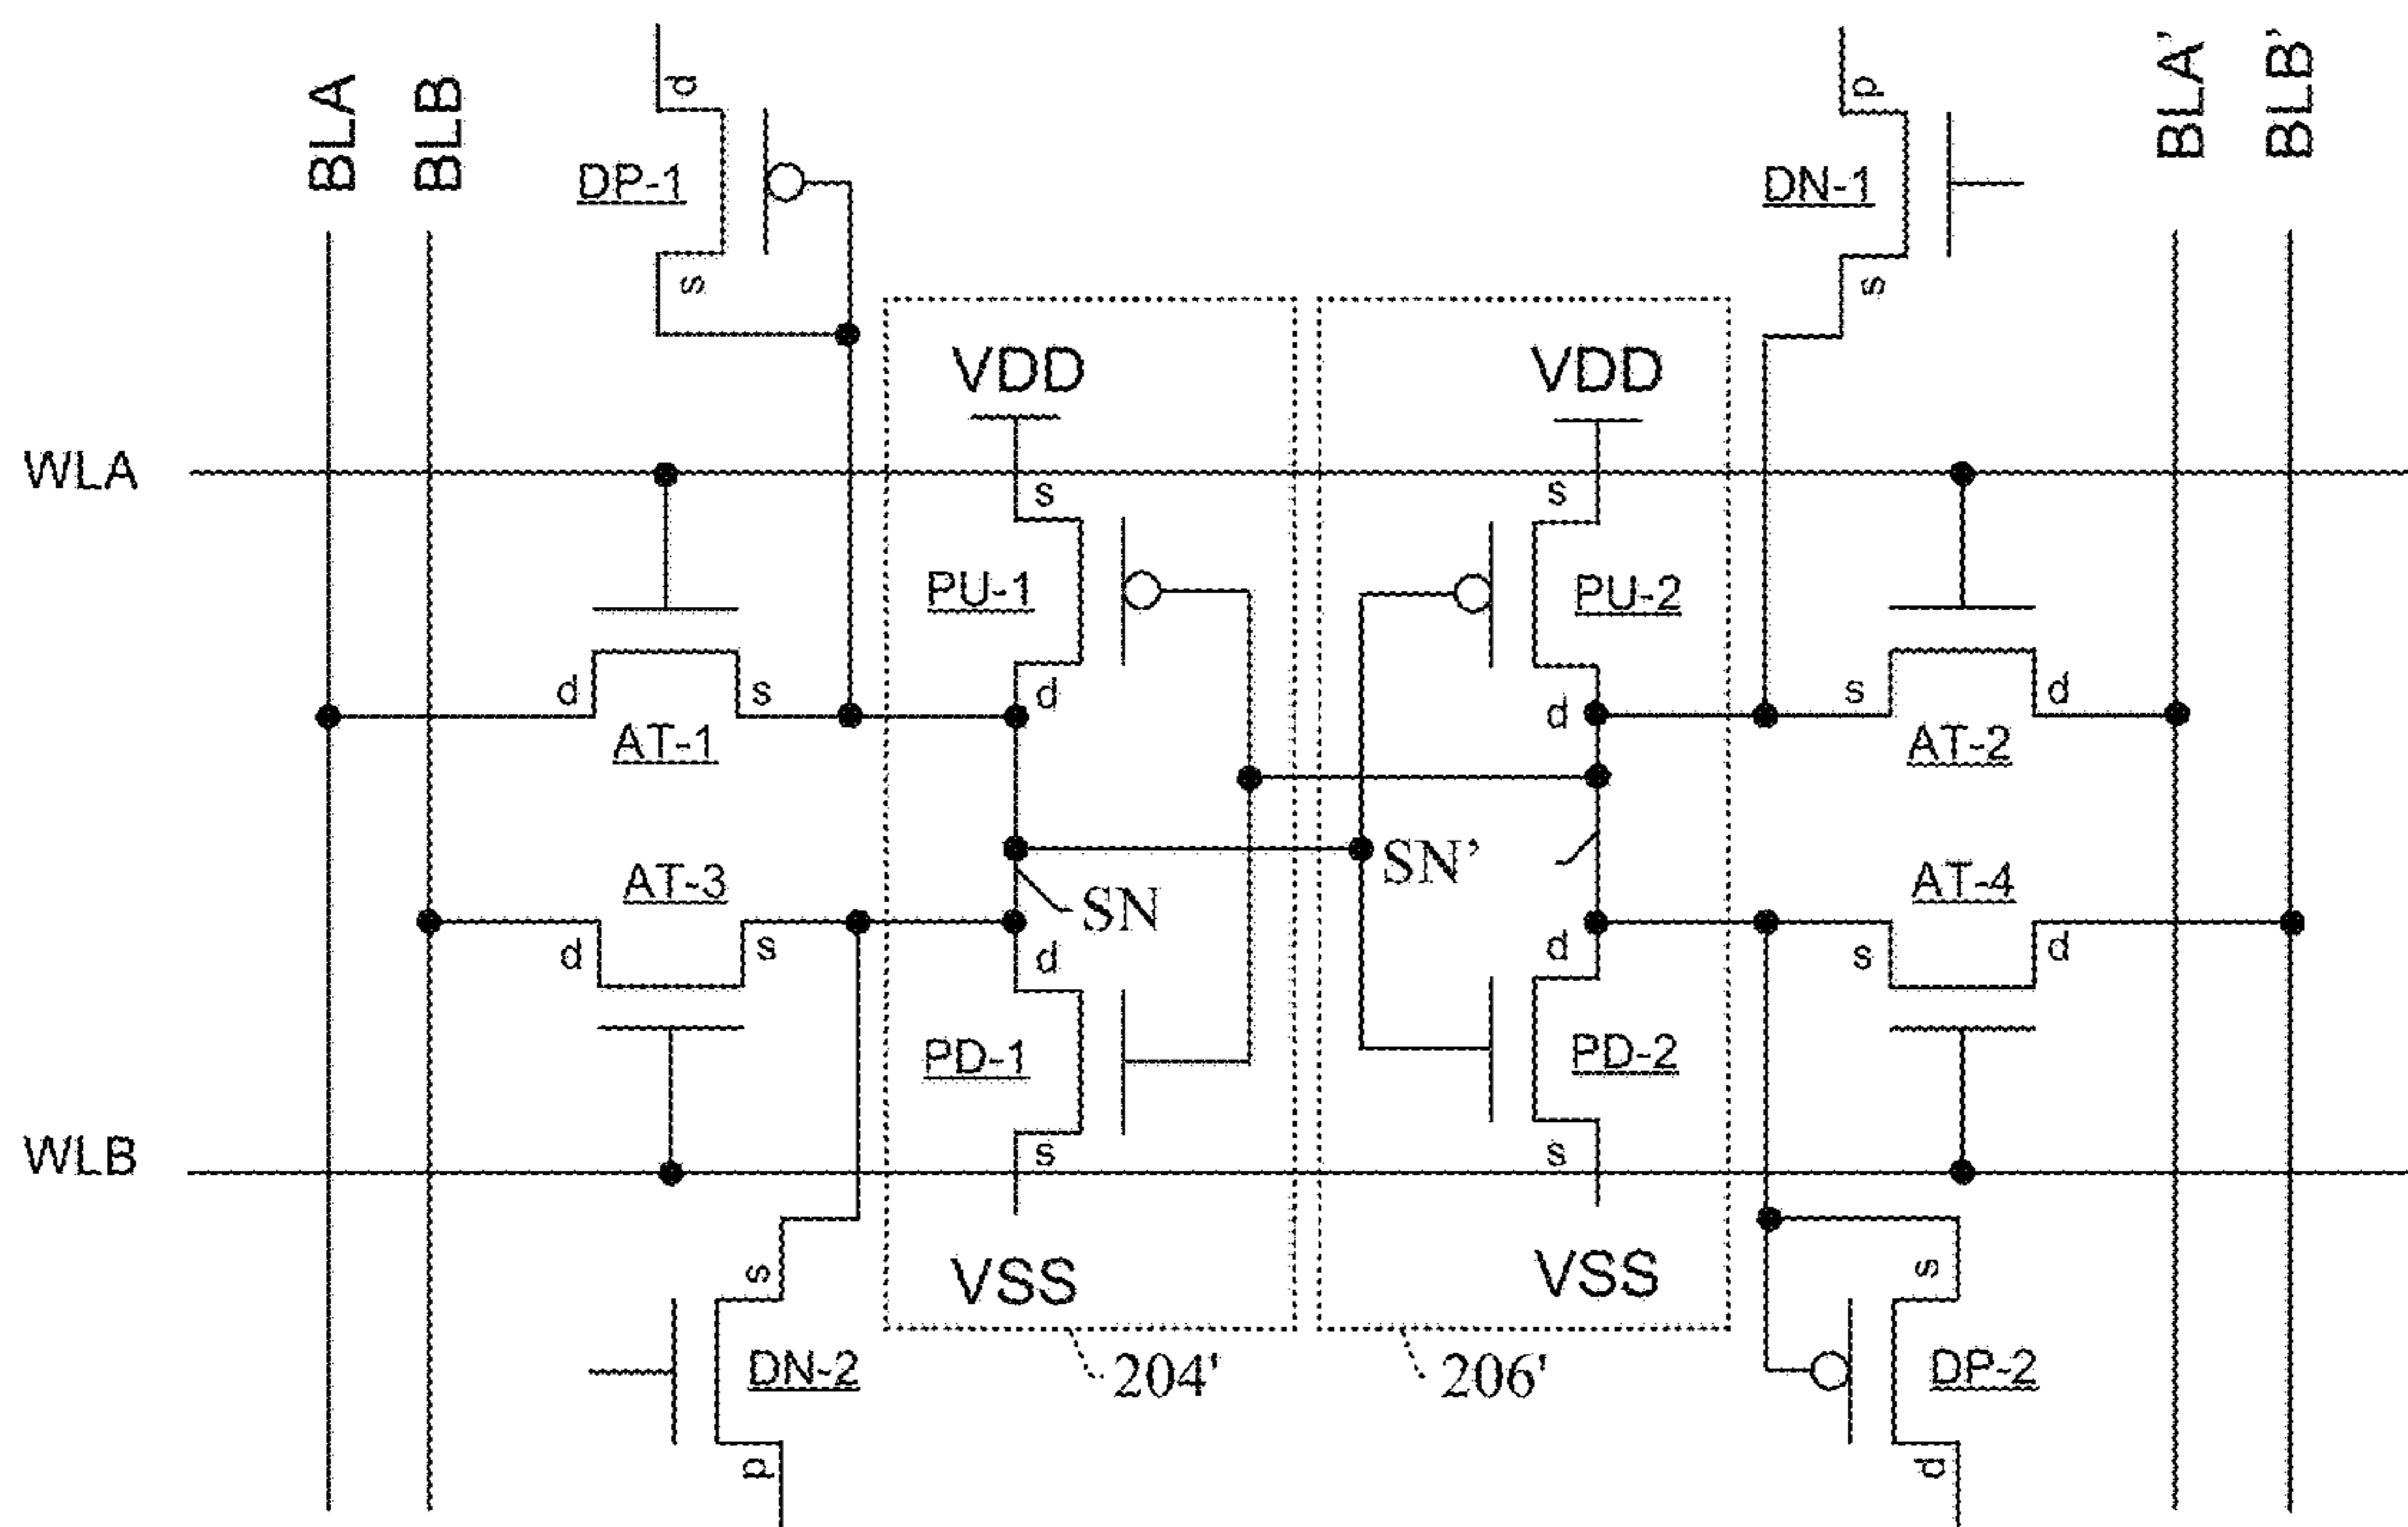 BLA
BLB
d
DP-1
s
d
DN-1
s
BLA'
BLB'
VDD
VDD
WLA
s
s
PU-1
PU-2
d
s
d
d
s
d
AT-1
AT-2
SN'
AT-3
SN
AT-4
d
s
d
d
s
d
PD-1
PD-2
WLB
s
s
s
VSS
VSS
s
DN-2
204'
206'
DP-2
d
d